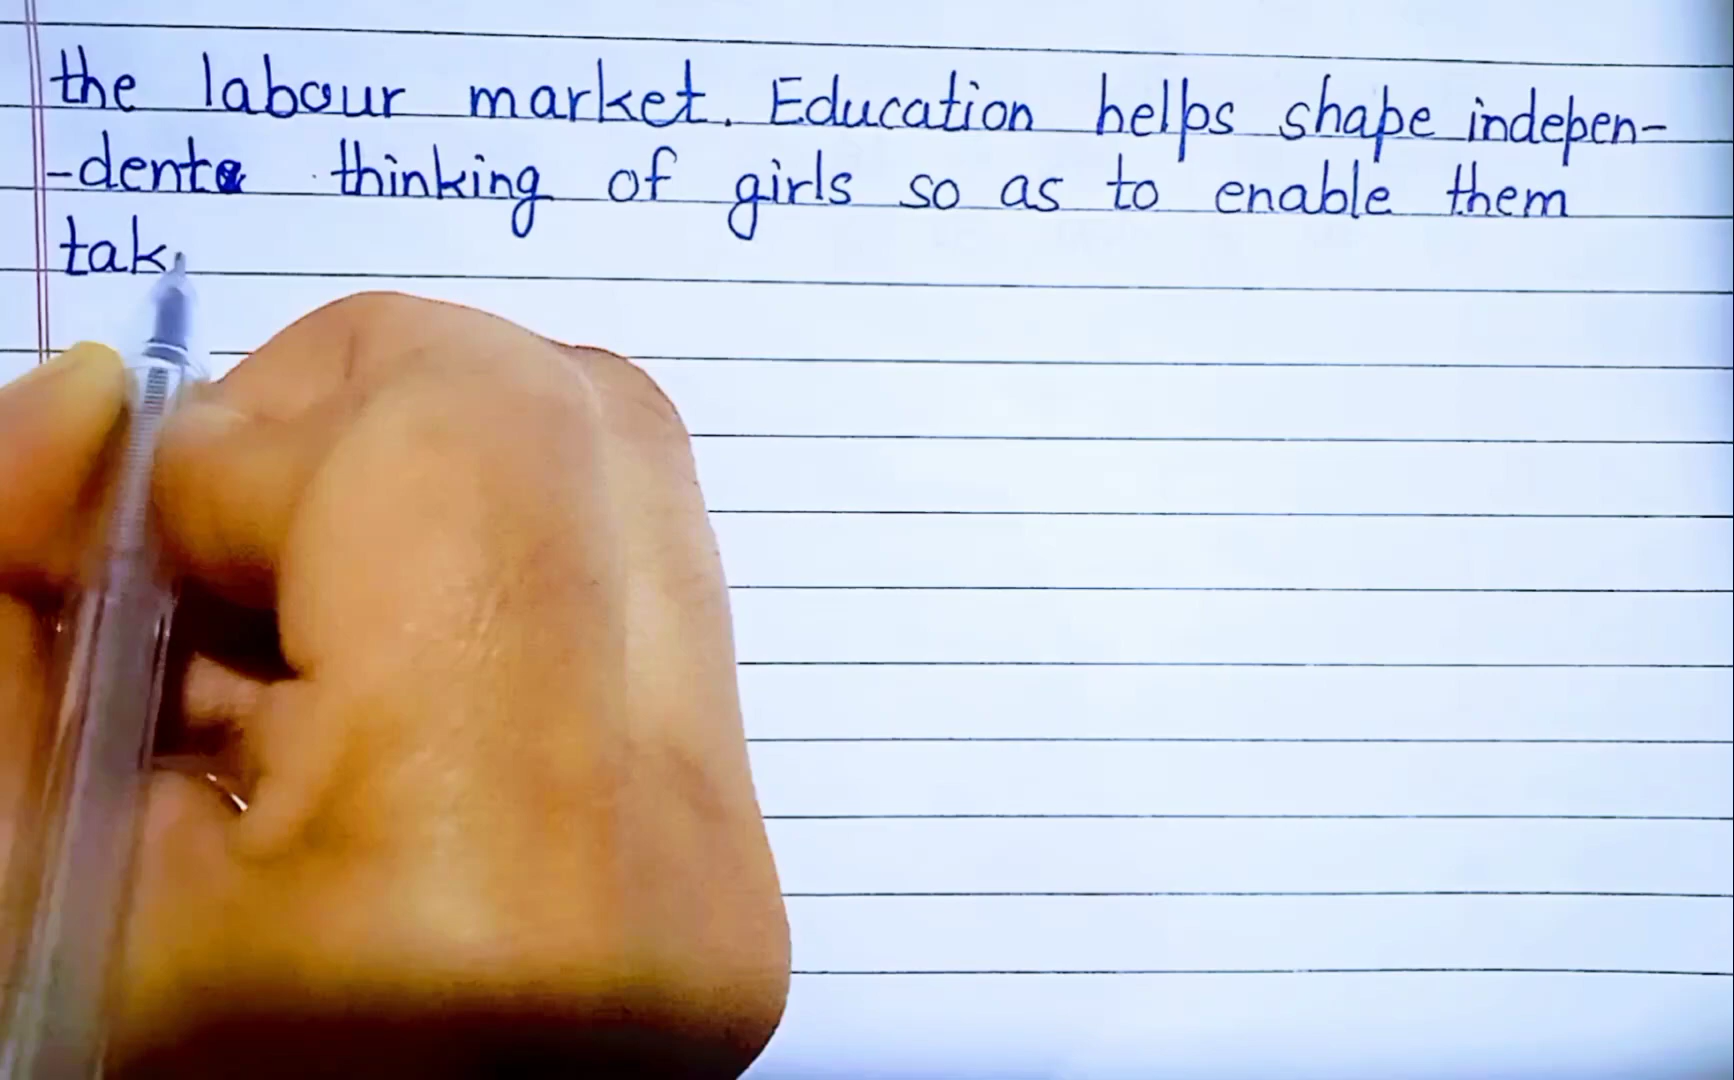 the labour market. Education helps shape indepen-
-dent thinking of girls so as to enable them
tak